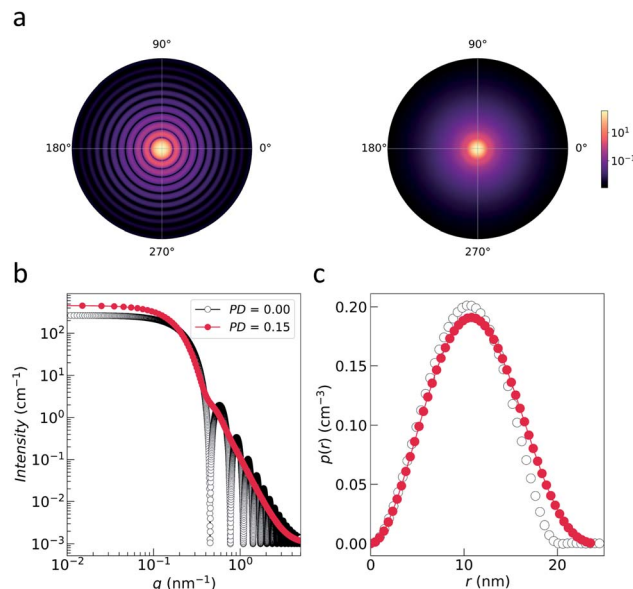 a
90° 90°
180° 0° 180° 0°
10¹
10⁻¹
270° 270°
b c
PD = 0.00
PD = 0.15
10²
10¹
10⁰
10⁻¹
10⁻²
10⁻³
Intensity (cm⁻¹)
10⁻² 10⁻¹ 10⁰
q (nm⁻¹)
0.20
0.15
0.10
0.05
0.00
p(r) (cm⁻³)
0 10 20
r (nm)